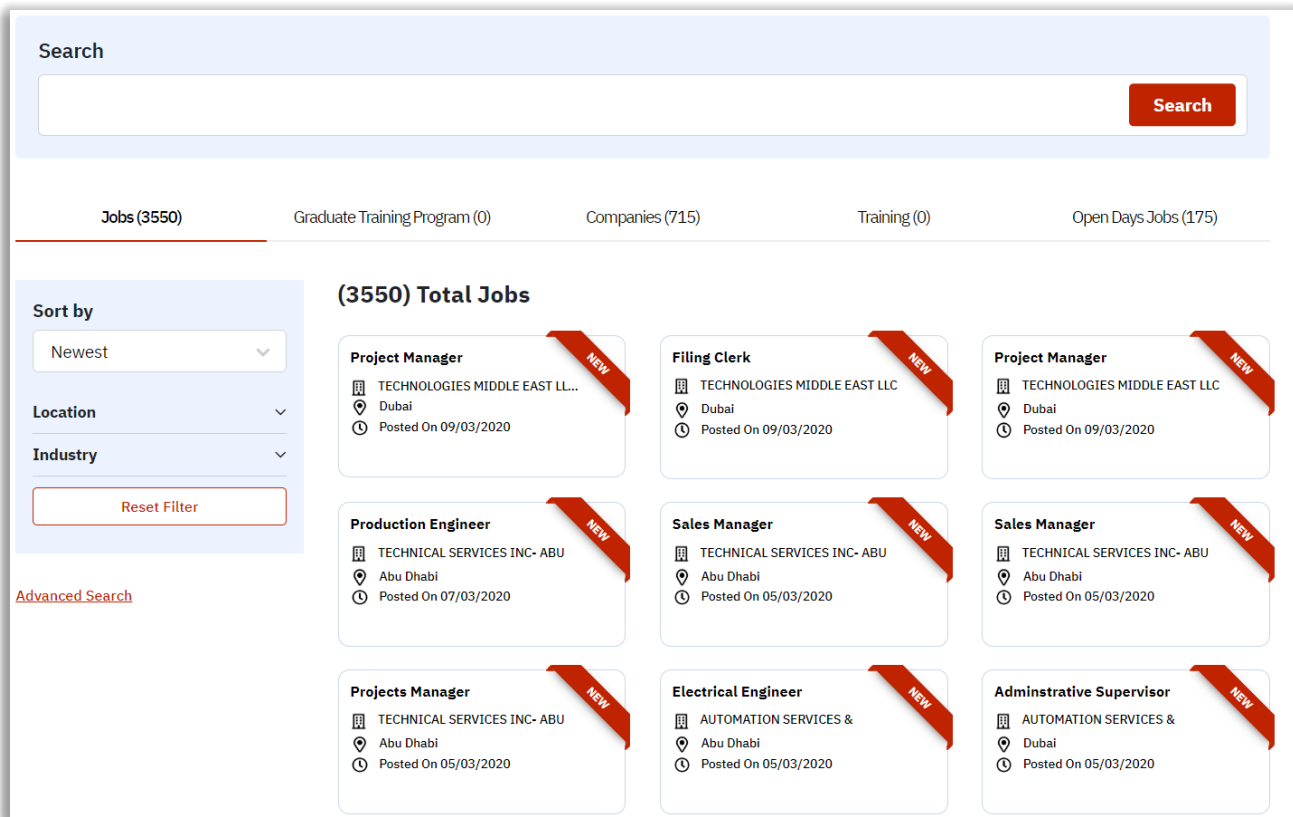 Search
Search
Jobs (3550)
Graduate Training Program (0)
Companies (715)
Training (0)
Open Days Jobs (175)
Sort by
Newest
Location
Industry
Reset Filter
Advanced Search
(3550) Total Jobs
Project Manager
NEW
TECHNOLOGIES MIDDLE EAST LL...
Dubai
Posted On 09/03/2020
Filing Clerk
NEW
TECHNOLOGIES MIDDLE EAST LLC
Dubai
Posted On 09/03/2020
Project Manager
NEW
TECHNOLOGIES MIDDLE EAST LLC
Dubai
Posted On 09/03/2020
Production Engineer
NEW
TECHNICAL SERVICES INC- ABU
Abu Dhabi
Posted On 07/03/2020
Sales Manager
NEW
TECHNICAL SERVICES INC- ABU
Abu Dhabi
Posted On 05/03/2020
Sales Manager
NEW
TECHNICAL SERVICES INC- ABU
Abu Dhabi
Posted On 05/03/2020
Projects Manager
NEW
TECHNICAL SERVICES INC- ABU
Abu Dhabi
Posted On 05/03/2020
Electrical Engineer
NEW
AUTOMATION SERVICES &
Abu Dhabi
Posted On 05/03/2020
Adminstrative Supervisor
NEW
AUTOMATION SERVICES &
Dubai
Posted On 05/03/2020